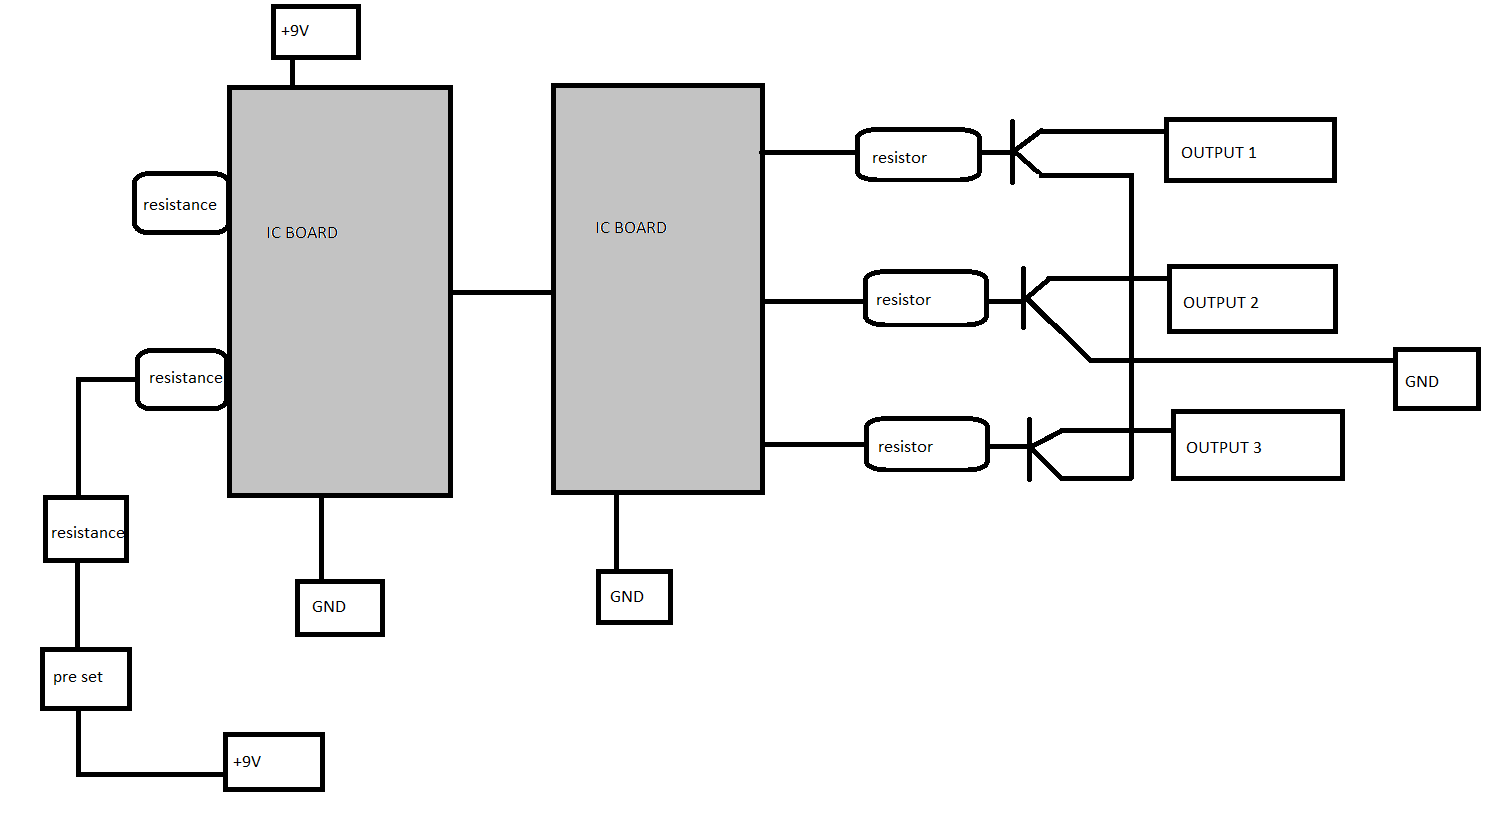 +9V
resistance
IC BOARD
resistance
resistance
pre set
+9V
GND
IC BOARD
GND
resistor
OUTPUT 1
resistor
OUTPUT 2
GND
resistor
OUTPUT 3